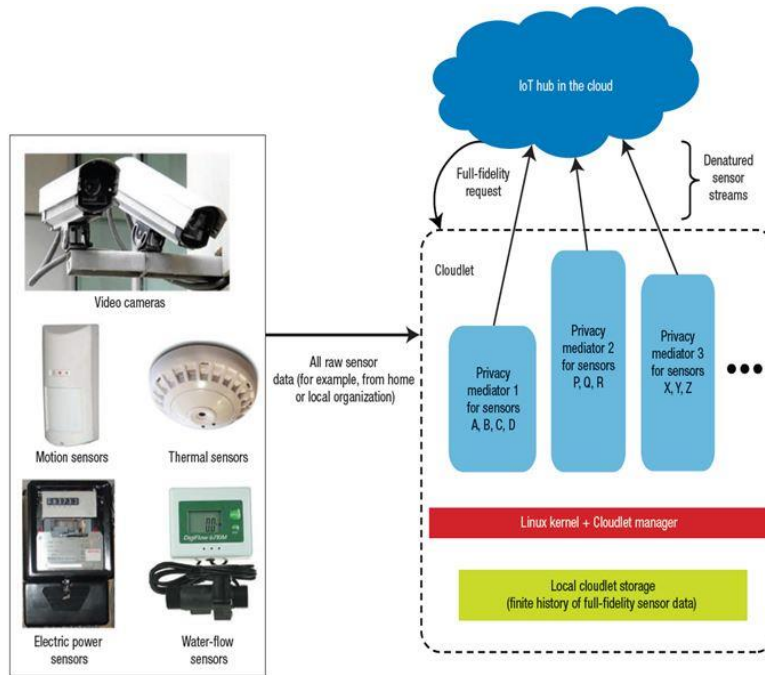 IoT hub in the cloud
Full-fidelity
request
Denatured
sensor
streams
Cloudlet
Privacy
mediator 1
for sensors
A, B, C, D
Privacy
mediator 2
for sensors
P, Q, R
Privacy
mediator 3
for sensors
X, Y, Z
Linux kernel + Cloudlet manager
Local cloudlet storage
(finite history of full-fidelity sensor data)
All raw sensor
data (for example, from home
or local organization)
Video cameras
Motion sensors
Thermal sensors
Electric power
sensors
Water-flow
sensors